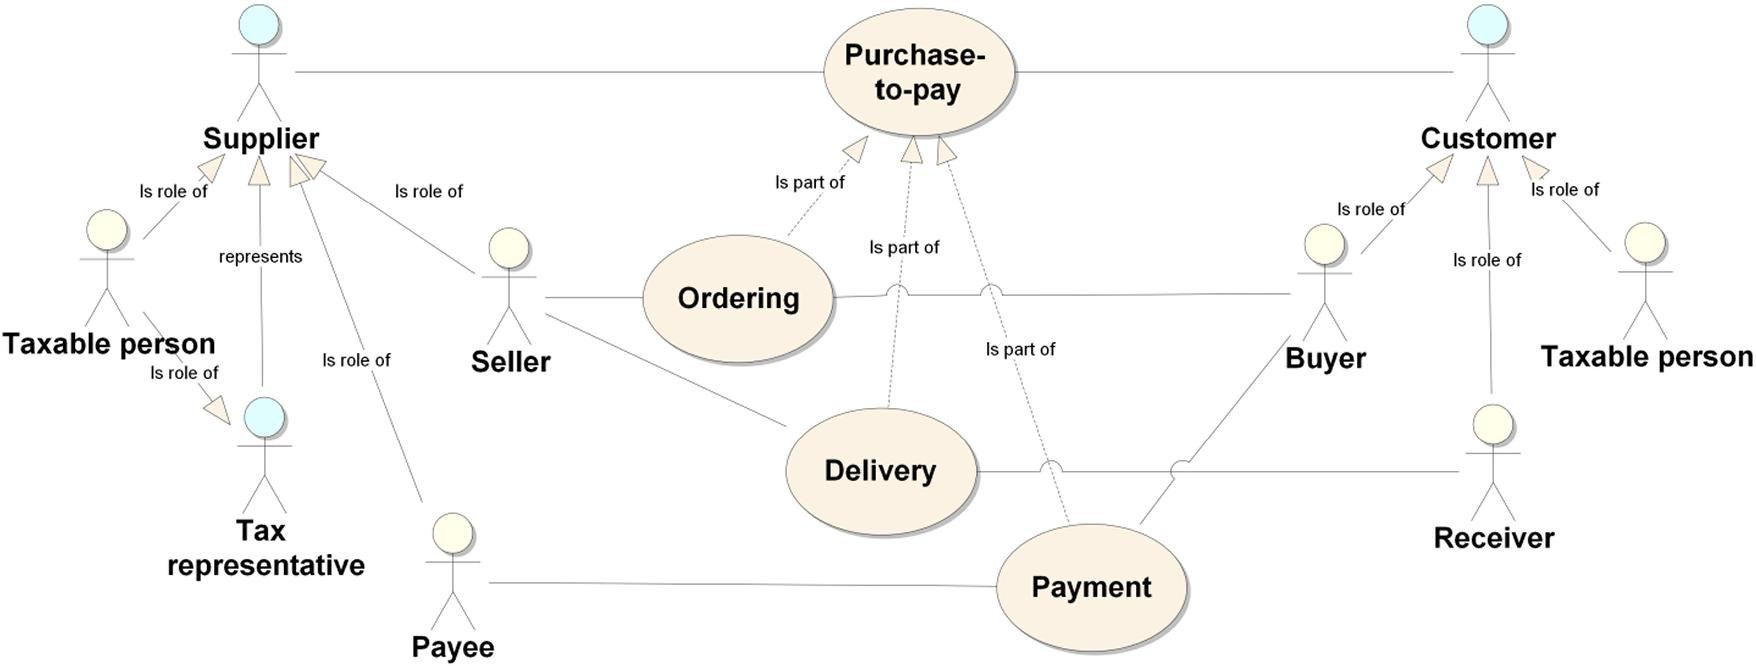 Purchase-
to-pay
Supplier
Customer
Is role of
Is role of
Is part of
Is role of
Is role of
represents
Is part of
Is role of
Ordering
Taxable person
Is role of
Is role of
Seller
Is part of
Buyer
Taxable person
Delivery
Tax
representative
Receiver
Payment
Payee